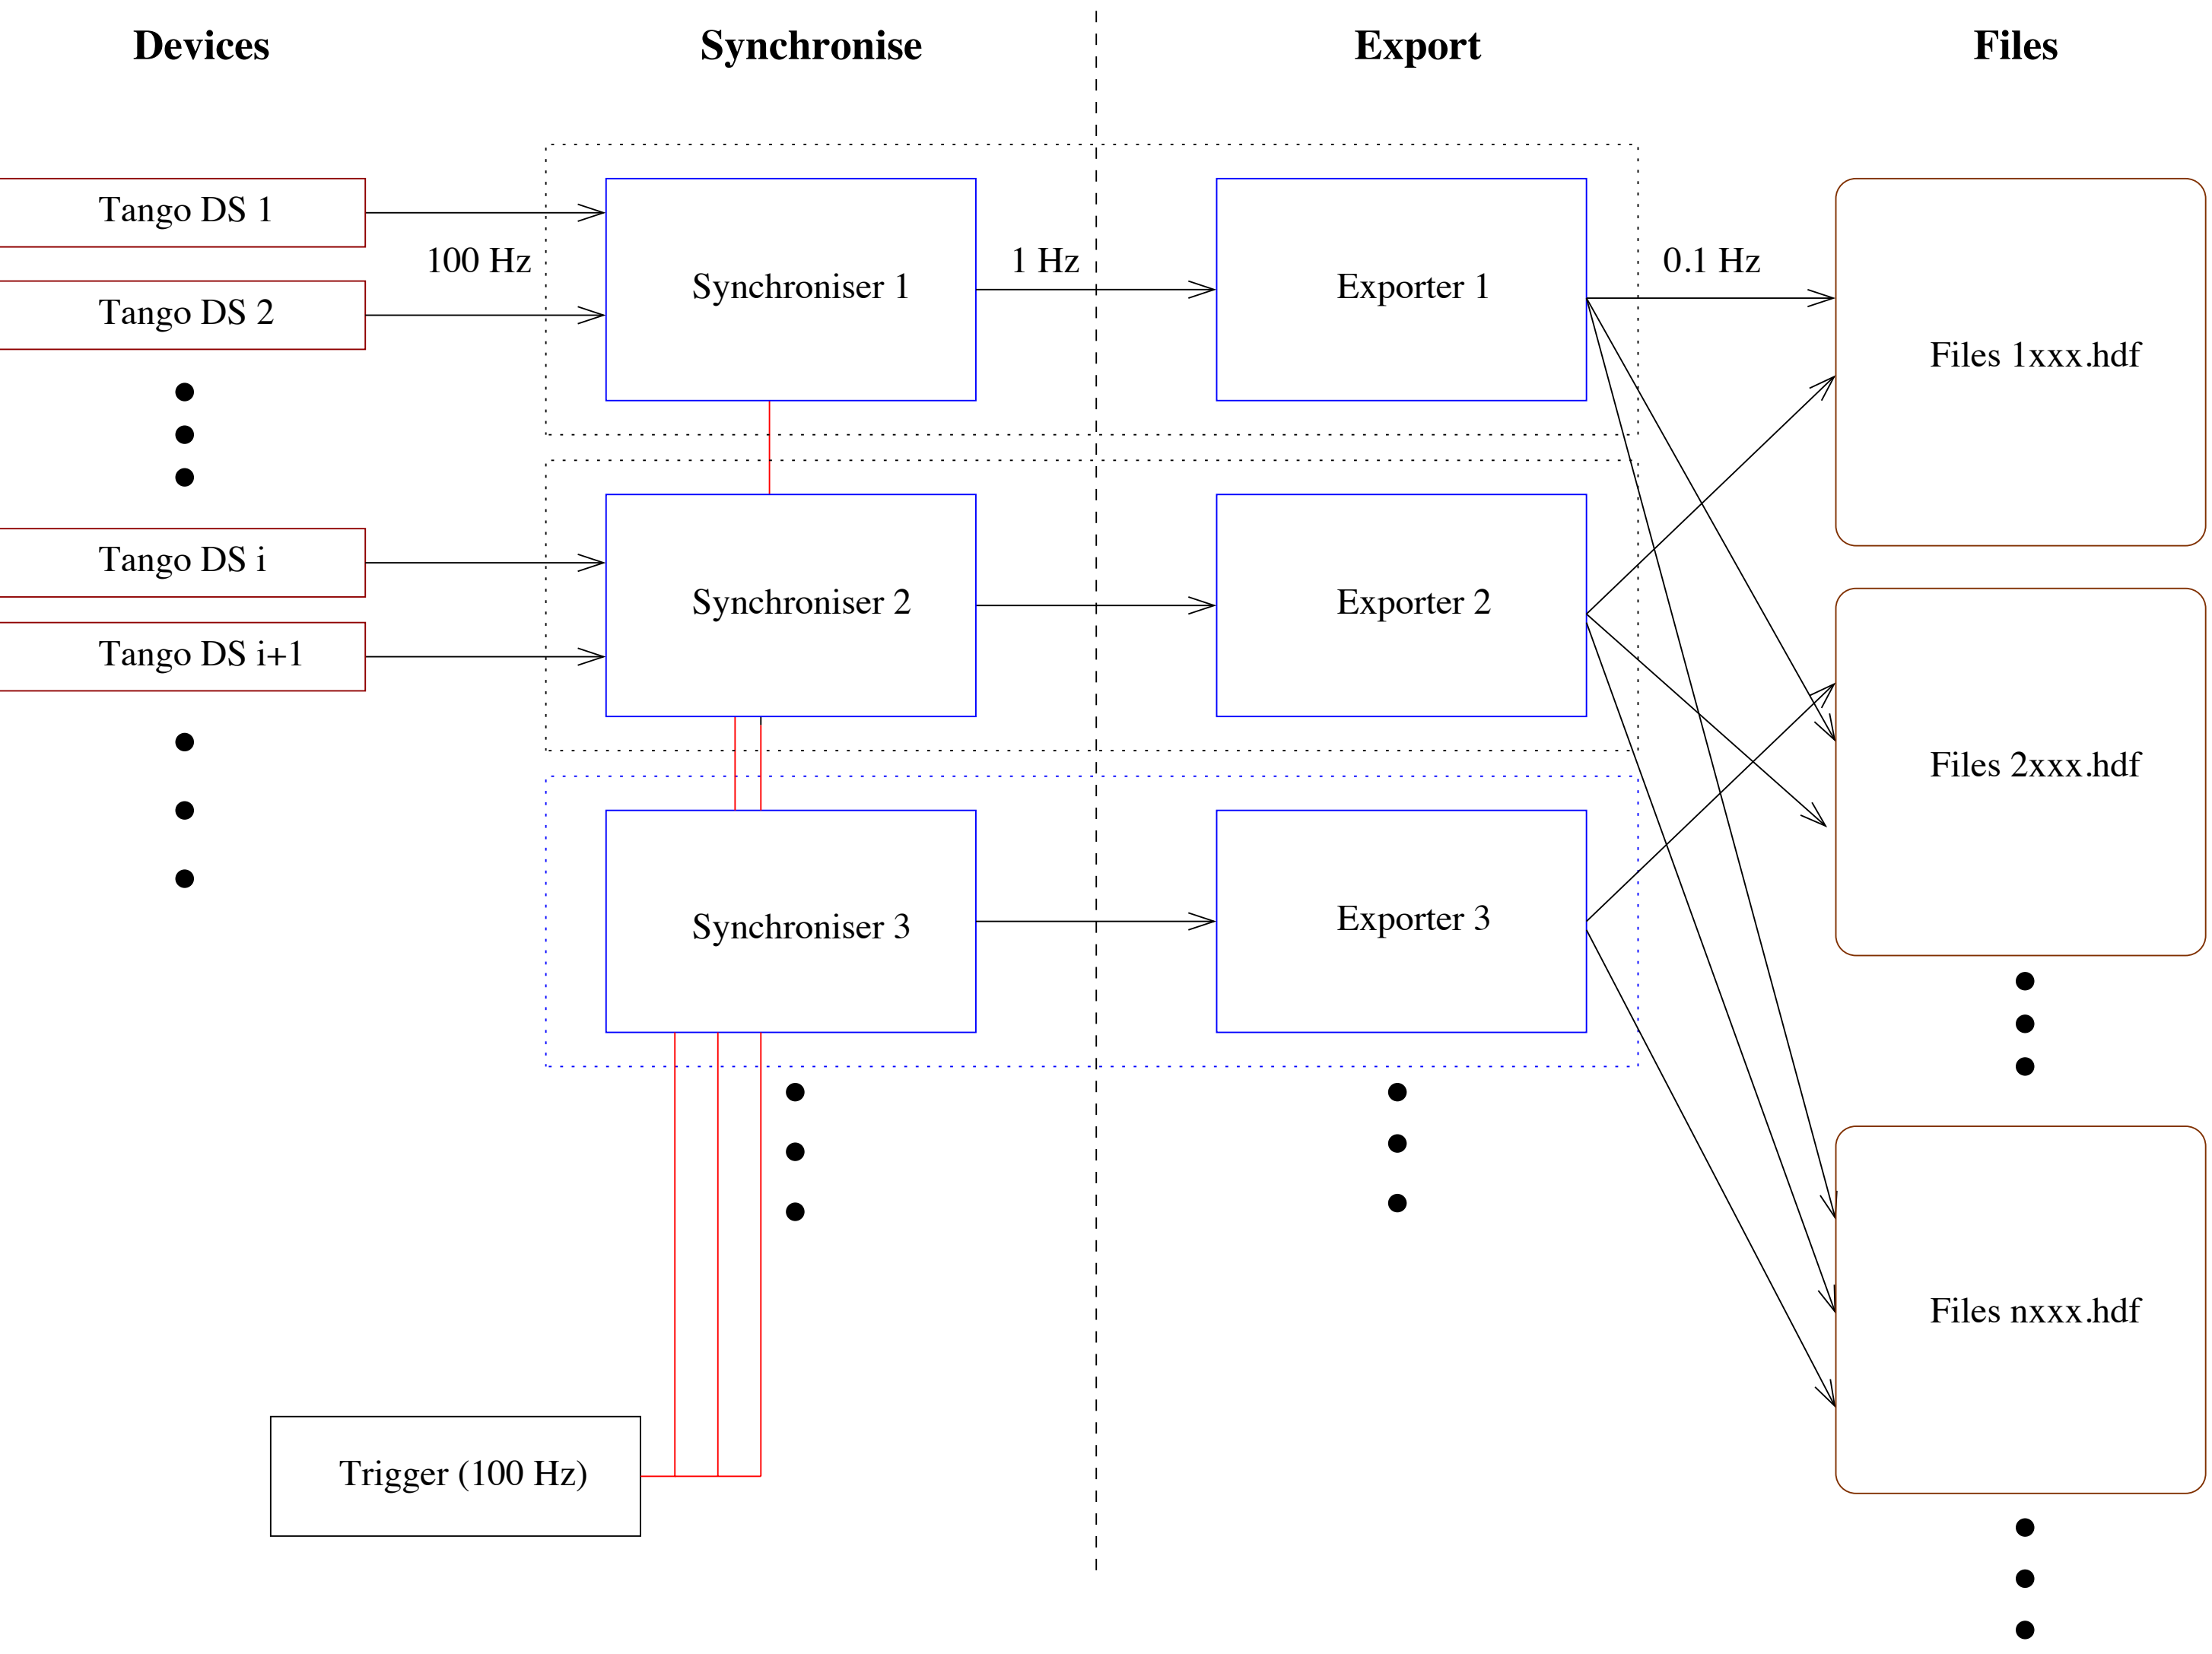 Devices
Synchronise
Export
Files
Tango DS 1
100 Hz
Tango DS 2
Synchroniser 1
1 Hz
Exporter 1
0.1 Hz
Files 1xxx.hdf
Tango DS i
Tango DS i+1
Synchroniser 2
Exporter 2
Files 2xxx.hdf
Synchroniser 3
Exporter 3
Files nxxx.hdf
Trigger (100 Hz)